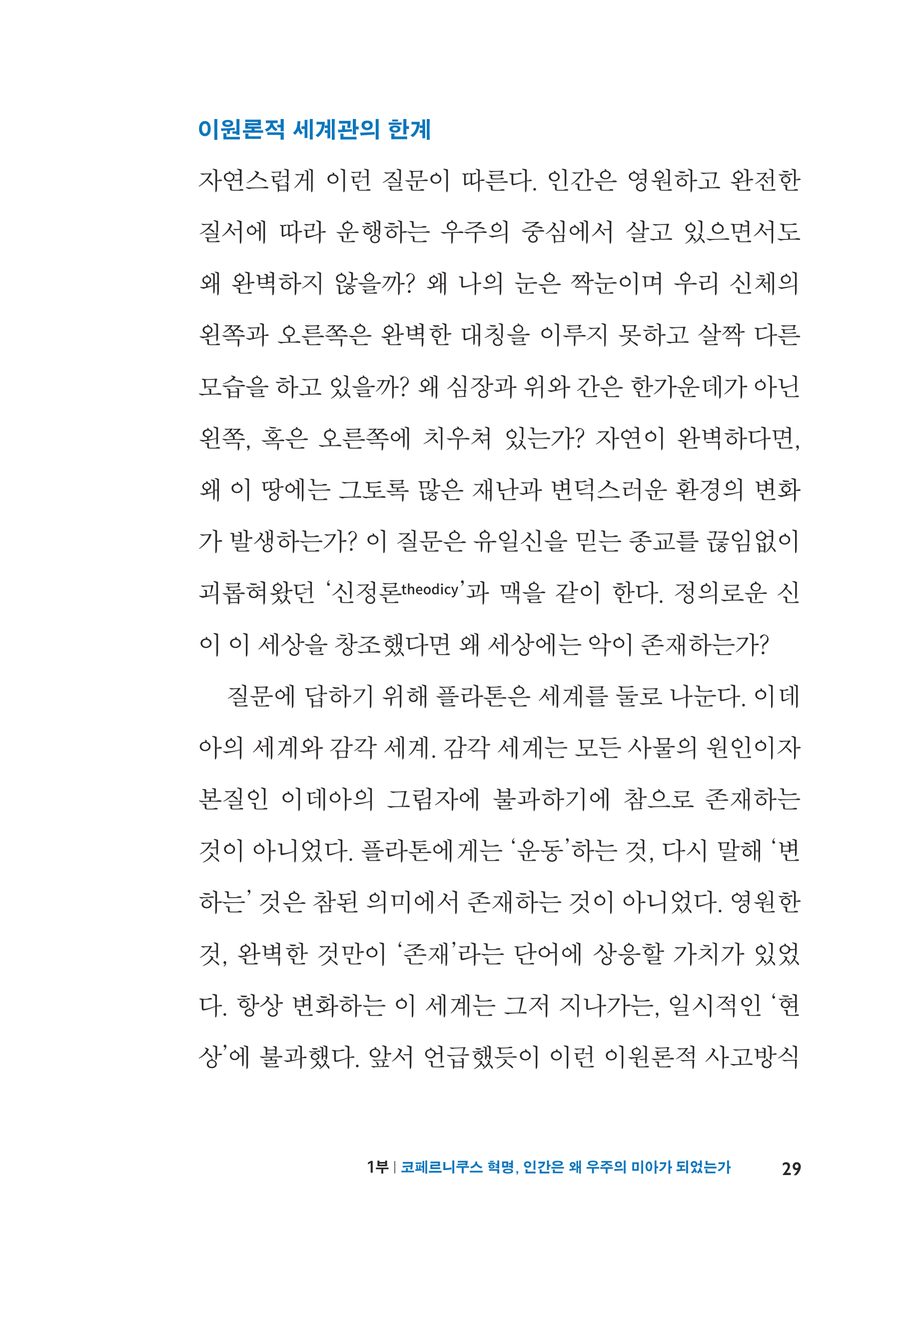 이원론적 세계관의 한계
자연스럽게 이런 질문이 따른다. 인간은 영원하고 완전한
질서에 따라 운행하는 우주의 중심에서 살고 있으면서도
왜 완벽하지 않을까? 왜 나의 눈은 짝눈이며 우리 신체의
왼쪽과 오른쪽은 완벽한 대칭을 이루지 못하고 살짝 다른
모습을 하고 있을까? 왜 심장과 위와 간은 한가운데가 아닌
왼쪽, 혹은 오른쪽에 치우쳐 있는가? 자연이 완벽하다면,
왜 이 땅에는 그토록 많은 재난과 변덕스러운 환경의 변화
가 발생하는가? 이 질문은 유일신을 믿는 종교를 끊임없이
괴롭혀왔던 ‘신정론theodicy’과 맥을 같이 한다. 정의로운 신
이 이 세상을 창조했다면 왜 세상에는 악이 존재하는가?
질문에 답하기 위해 플라톤은 세계를 둘로 나눈다. 이데
아의 세계와 감각 세계. 감각 세계는 모든 사물의 원인이자
본질인 이데아의 그림자에 불과하기에 참으로 존재하는
것이 아니었다. 플라톤에게는 ‘운동’하는 것, 다시 말해 ‘변
하는’ 것은 참된 의미에서 존재하는 것이 아니었다. 영원한
것, 완벽한 것만이 ‘존재’라는 단어에 상응할 가치가 있었
다. 항상 변화하는 이 세계는 그저 지나가는, 일시적인 ‘현
상’에 불과했다. 앞서 언급했듯이 이런 이원론적 사고방식
1부 | 코페르니쿠스 혁명, 인간은 왜 우주의 미아가 되었는가 29